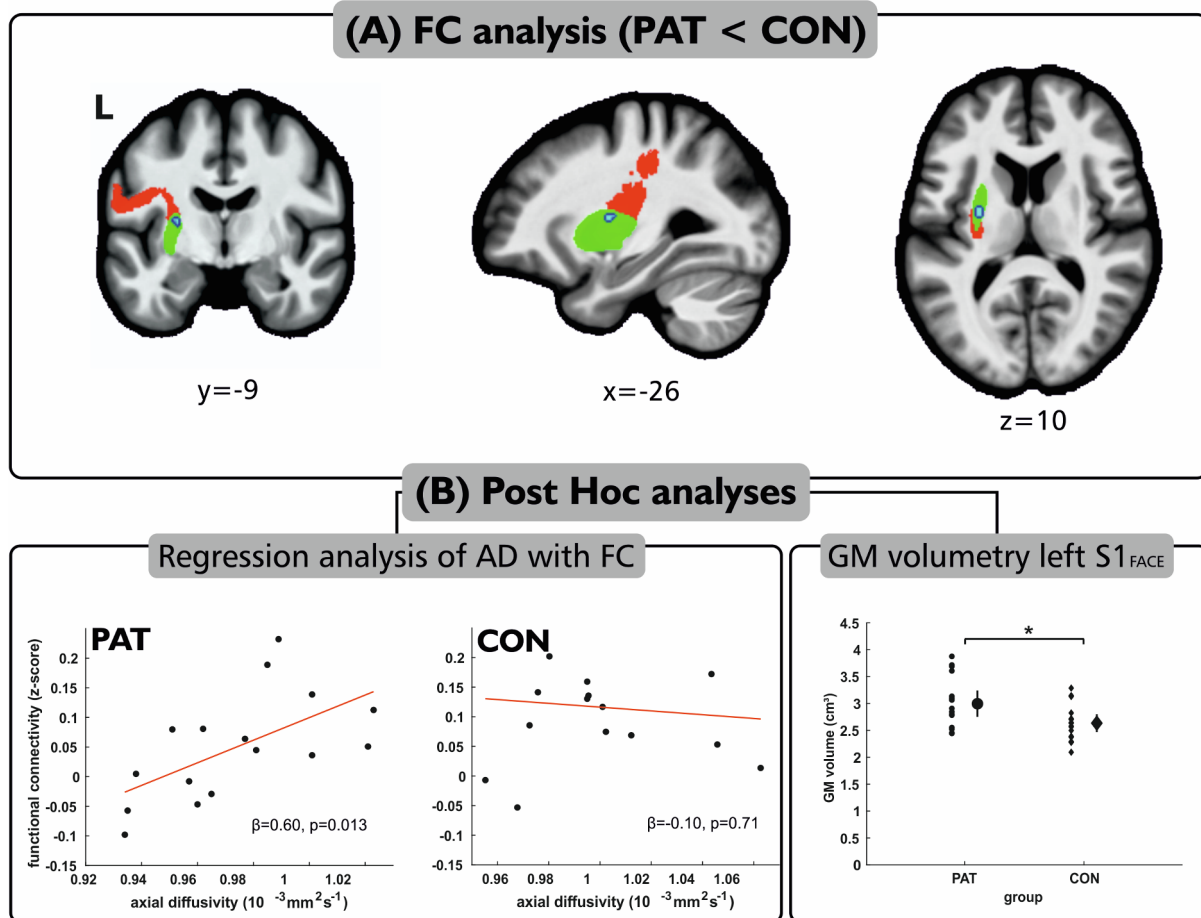 (A) FC analysis (PAT < CON)
L
y=-9
x=-26
z=10
(B) Post Hoc analyses
Regression analysis of AD with FC
PAT
functional connectivity (z-score)
0.2
0.15
0.1
0.05
0
-0.05
-0.1
-0.15
β=0.60, p=0.013
0.92
0.94
0.96
0.98
1
1.02
axial diffusivity (10 -3mm2s-1)
CON
0.2
0.15
0.1
0.05
0
-0.05
-0.1
-0.15
β=-0.10, p=0.71
0.96
0.98
1
1.02
1.04
1.06
axial diffusivity (10 -3mm2s-1)
GM volumetry left S1FACE
GM volume (cm³)
4.5
4
3.5
3
2.5
2
1.5
1
0.5
0
*
PAT
CON
group